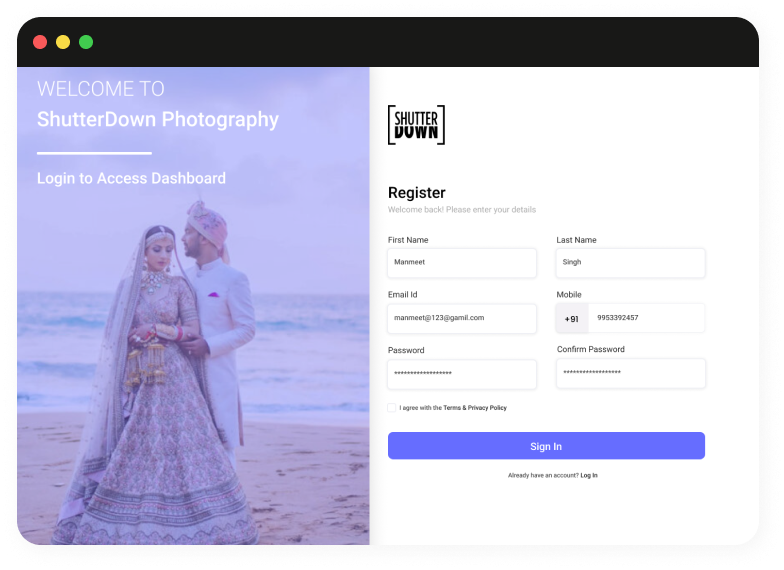 WELCOME TO
ShutterDown Photography
Login to Access Dashboard
SHUTTER
DOWN
Register
Welcome back! Please enter your details
First Name
Last Name
Manmeet
Singh
Email Id
Mobile
manmeet@123@gamil.com
+91
9953392457
Password
Confirm Password
******************
******************
I agree with the Terms & Privacy Policy
Sign In
Already have an account? Log In